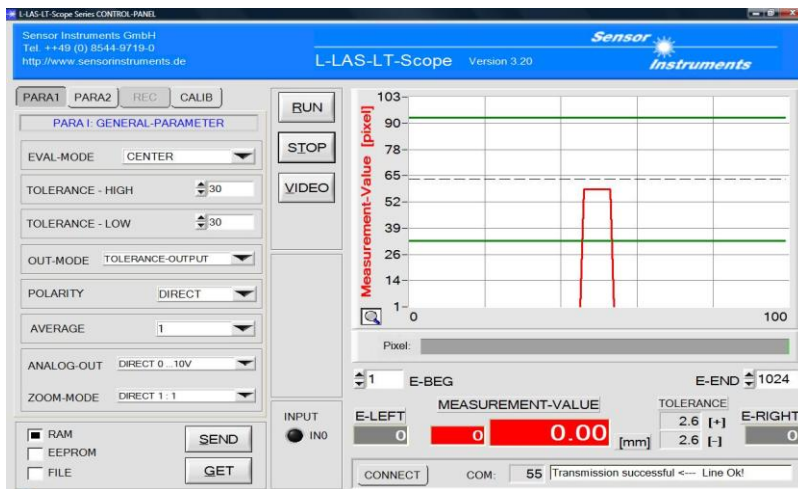 L-LAS-LT-Scope Series CONTROL-PANEL
Sensor Instruments GmbH
Tel. ++49 (0) 8544-9719-0
http://www.sensorinstruments.de
L-LAS-LT-Scope Version 3.20
Sensor
Instruments
PARA1 PARA2 REC CALIB
PARA I: GENERAL-PARAMETER
EVAL-MODE CENTER
TOLERANCE - HIGH 30
TOLERANCE - LOW 30
OUT-MODE TOLERANCE-OUTPUT
POLARITY DIRECT
AVERAGE 1
ANALOG-OUT DIRECT 0 ...10V
ZOOM-MODE DIRECT 1 : 1
RAM
EEPROM
FILE
SEND
GET
RUN
STOP
VIDEO
INPUT
IN0
Measurement-Value [pixel]
103
90
78
65
52
39
26
14
1
0 100
Pixel:
1 E-BEG E-END 1024
E-LEFT
0
MEASUREMENT-VALUE
0 0.00 [mm]
TOLERANCE
2.6 [+]
2.6 [-]
E-RIGHT
0
CONNECT COM: 55 Transmission successful <--- Line Ok!